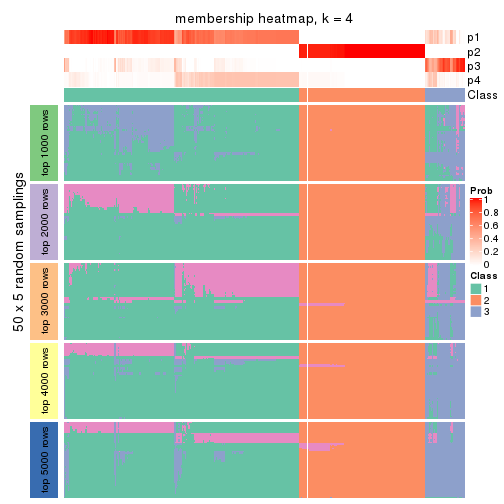 membership heatmap, k = 4
p1
p2
p3
p4
Class
50 x 5 random samplings
top 1000 rows
top 2000 rows
top 3000 rows
top 4000 rows
top 5000 rows
Prob
1
0.8
0.6
0.4
0.2
0
Class
1
2
3